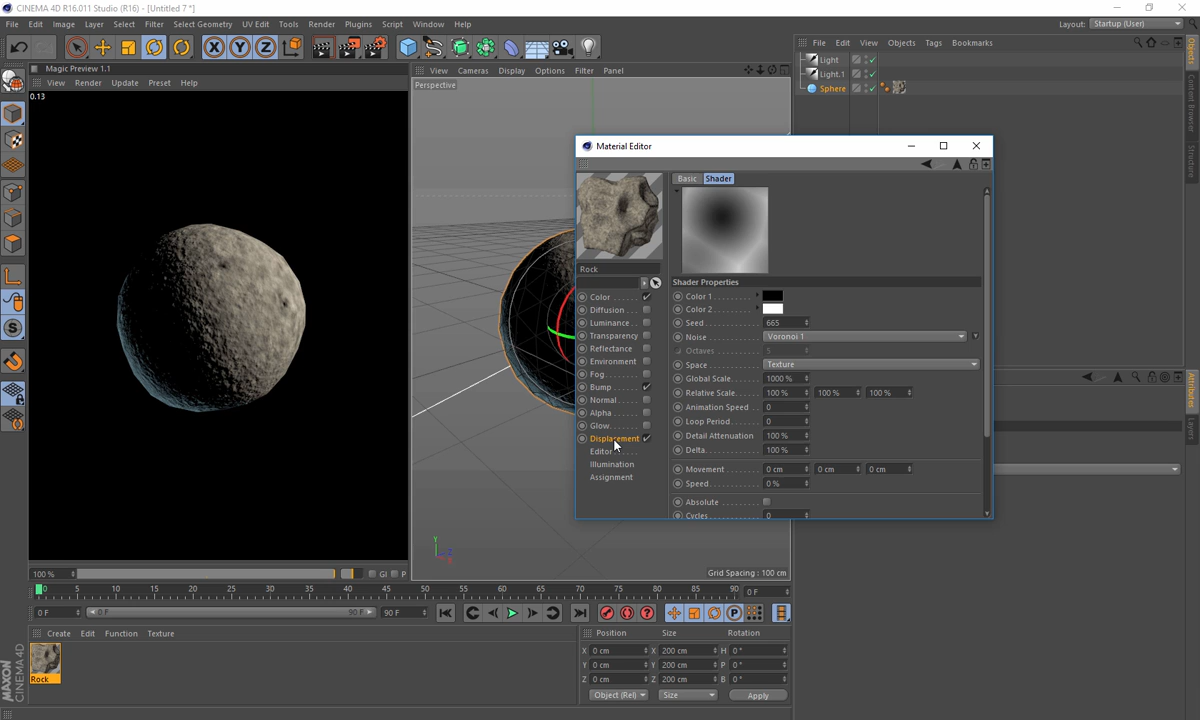 CINEMA 4D R16.011 Studio (R16) - [Untitled 7 *]
File Edit Image Layer Select Filter Select Geometry UV Edit Tools Render Plugins Script Window Help
Layout: Startup (User)
Magic Preview 1.1
View Render Update Preset Help
0.13
View Cameras Display Options Filter Panel
Perspective
File Edit View Objects Tags Bookmarks
Light
Light.1
Sphere
Objects
Content Browser
Structure
Attributes
Layers
Material Editor
Basic Shader
Rock
Color
Diffusion
Luminance
Transparency
Reflectance
Environment
Fog
Bump
Normal
Alpha
Glow
Displacement
Editor
Illumination
Assignment
Shader Properties
Color 1
Color 2
Seed 665
Noise Voronoi 1
Octaves 5
Space Texture
Global Scale 1000 %
Relative Scale 100 % 100 % 100 %
Animation Speed 0
Loop Period 0
Detail Attenuation 100 %
Delta 100 %
Movement 0 cm 0 cm 0 cm
Speed 0 %
Absolute
Cycles 0
Y
Z
X
Grid Spacing : 100 cm
100 % GI P
0 5 10 15 20 25 30 35 40 45 50 55 60 65 70 75 80 85 90 0 F
0 F 0 F 90 F 90 F
Create Edit Function Texture
Rock
Position Size Rotation
X 0 cm X 200 cm H 0 °
Y 0 cm Y 200 cm P 0 °
Z 0 cm Z 200 cm B 0 °
Object (Rel) Size Apply
MAXON
CINEMA 4D